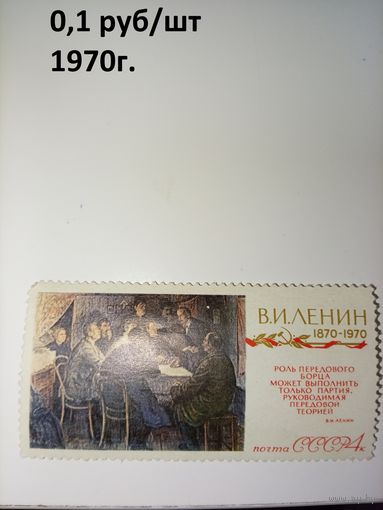 0,1 руб/шт
1970г.
В.И.ЛЕНИН
1870-1970
РОЛЬ ПЕРЕДОВОГО
БОРЦА
МОЖЕТ ВЫПОЛНИТЬ
ТОЛЬКО ПАРТИЯ,
РУКОВОДИМАЯ
ПЕРЕДОВОЙ
ТЕОРИЕЙ
В.И.ЛЕНИН
почта СССР 4к